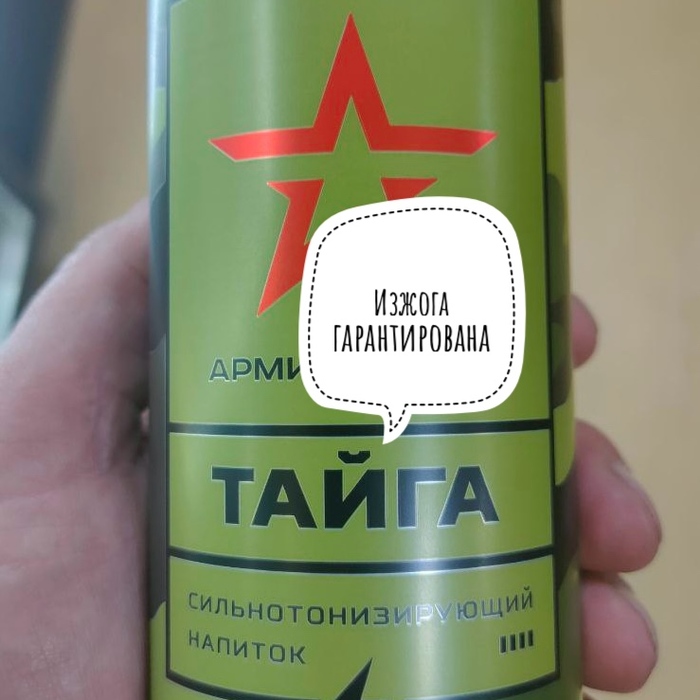 Изжога
ГАРАНТИРОВАНА
АРМИ
ТАЙГА
СИЛЬНОТОНИЗИРУЮЩИЙ
НАПИТОК